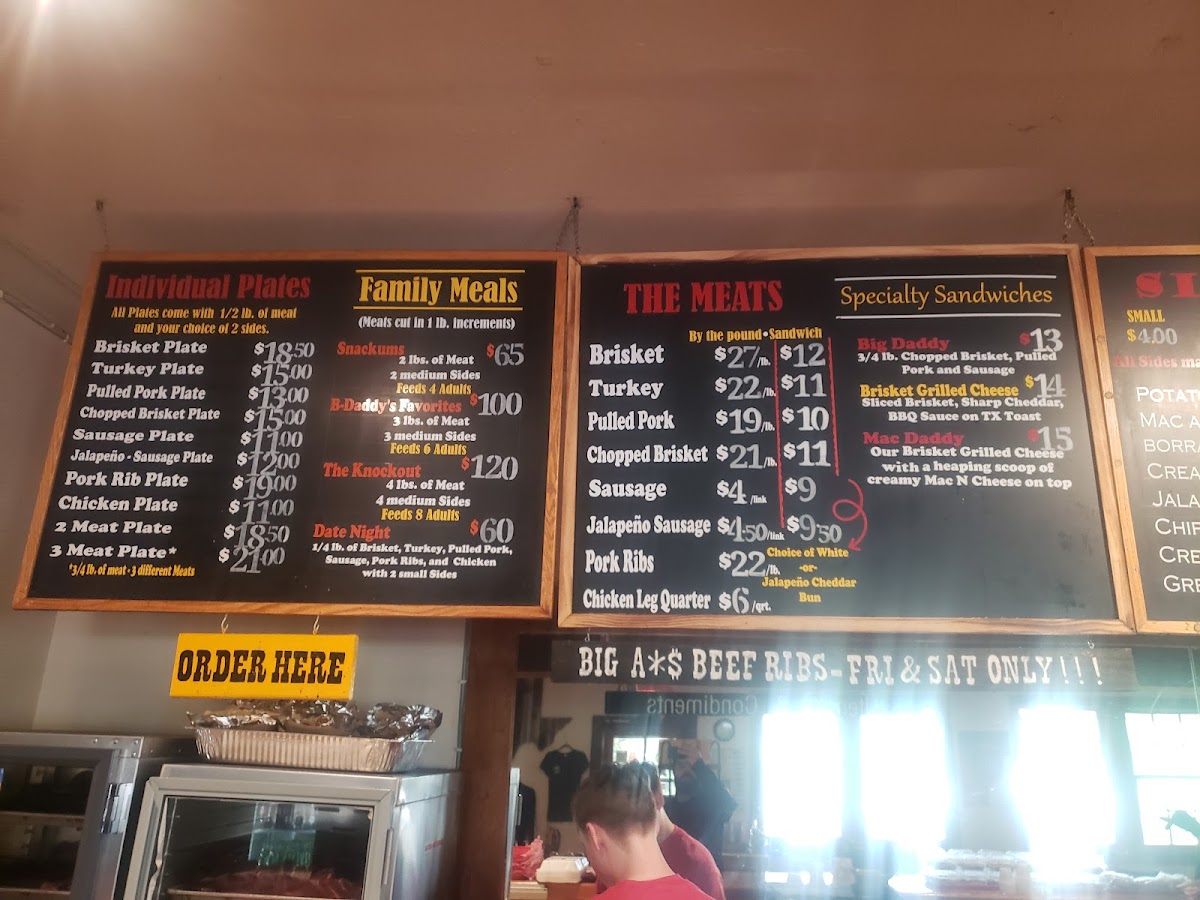 Individual Plates
All Plates come with 1/2 lb. of meat
and your choice of 2 sides.
Brisket Plate $18.50
Turkey Plate $15.00
Pulled Pork Plate $13.00
Chopped Brisket Plate $15.00
Sausage Plate $11.00
Jalapeño - Sausage Plate $12.00
Pork Rib Plate $19.00
Chicken Plate $11.00
2 Meat Plate $18.50
3 Meat Plate* $21.00
*3/4 lb. of meat • 3 different Meats
Family Meals
(Meats cut in 1 lb. increments)
Snackums $65
2 lbs. of Meat
2 medium Sides
Feeds 4 Adults
B-Daddy's Favorites $100
3 lbs. of Meat
3 medium Sides
Feeds 6 Adults
The Knockout $120
4 lbs. of Meat
4 medium Sides
Feeds 8 Adults
Date Night $60
1/4 lb. of Brisket, Turkey, Pulled Pork,
Sausage, Pork Ribs, and Chicken
with 2 small Sides
THE MEATS
By the pound • Sandwich
Brisket $27/lb. $12
Turkey $22/lb. $11
Pulled Pork $19/lb. $10
Chopped Brisket $21/lb. $11
Sausage $4/link $9
Jalapeño Sausage $4.50/link $9.50
Pork Ribs $22/lb.
Chicken Leg Quarter $6/qrt.
Choice of White
-or-
Jalapeño Cheddar
Bun
Specialty Sandwiches
Big Daddy $13
3/4 lb. Chopped Brisket, Pulled
Pork and Sausage
Brisket Grilled Cheese $14
Sliced Brisket, Sharp Cheddar,
BBQ Sauce on TX Toast
Mac Daddy $15
Our Brisket Grilled Cheese
with a heaping scoop of
creamy Mac N Cheese on top
SMALL
$4.00
All Sides
MAC
ORDER HERE
BIG A*$ BEEF RIBS - FRI & SAT ONLY!!!
Condiments